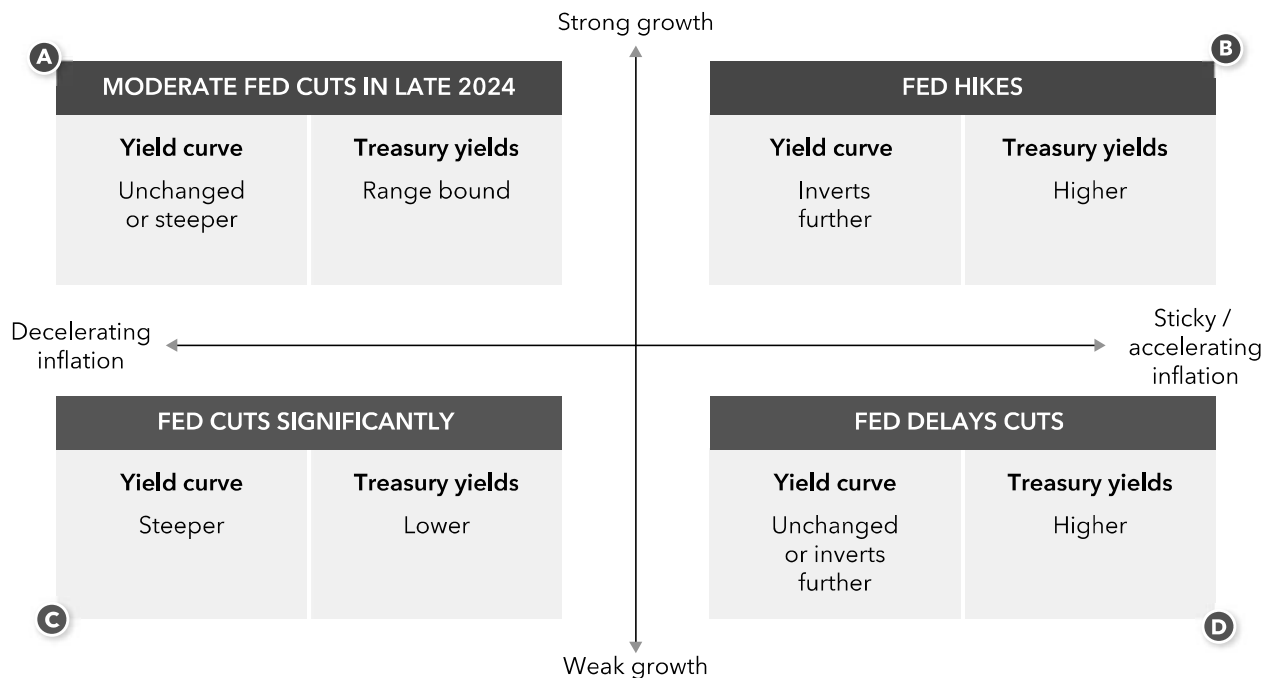 Strong growth
A
MODERATE FED CUTS IN LATE 2024
Yield curve
Unchanged
or steeper
Treasury yields
Range bound
B
FED HIKES
Yield curve
Inverts
further
Treasury yields
Higher
Decelerating
inflation
Sticky /
accelerating
inflation
FED CUTS SIGNIFICANTLY
Yield curve
Steeper
Treasury yields
Lower
C
FED DELAYS CUTS
Yield curve
Unchanged
or inverts
further
Treasury yields
Higher
D
Weak growth